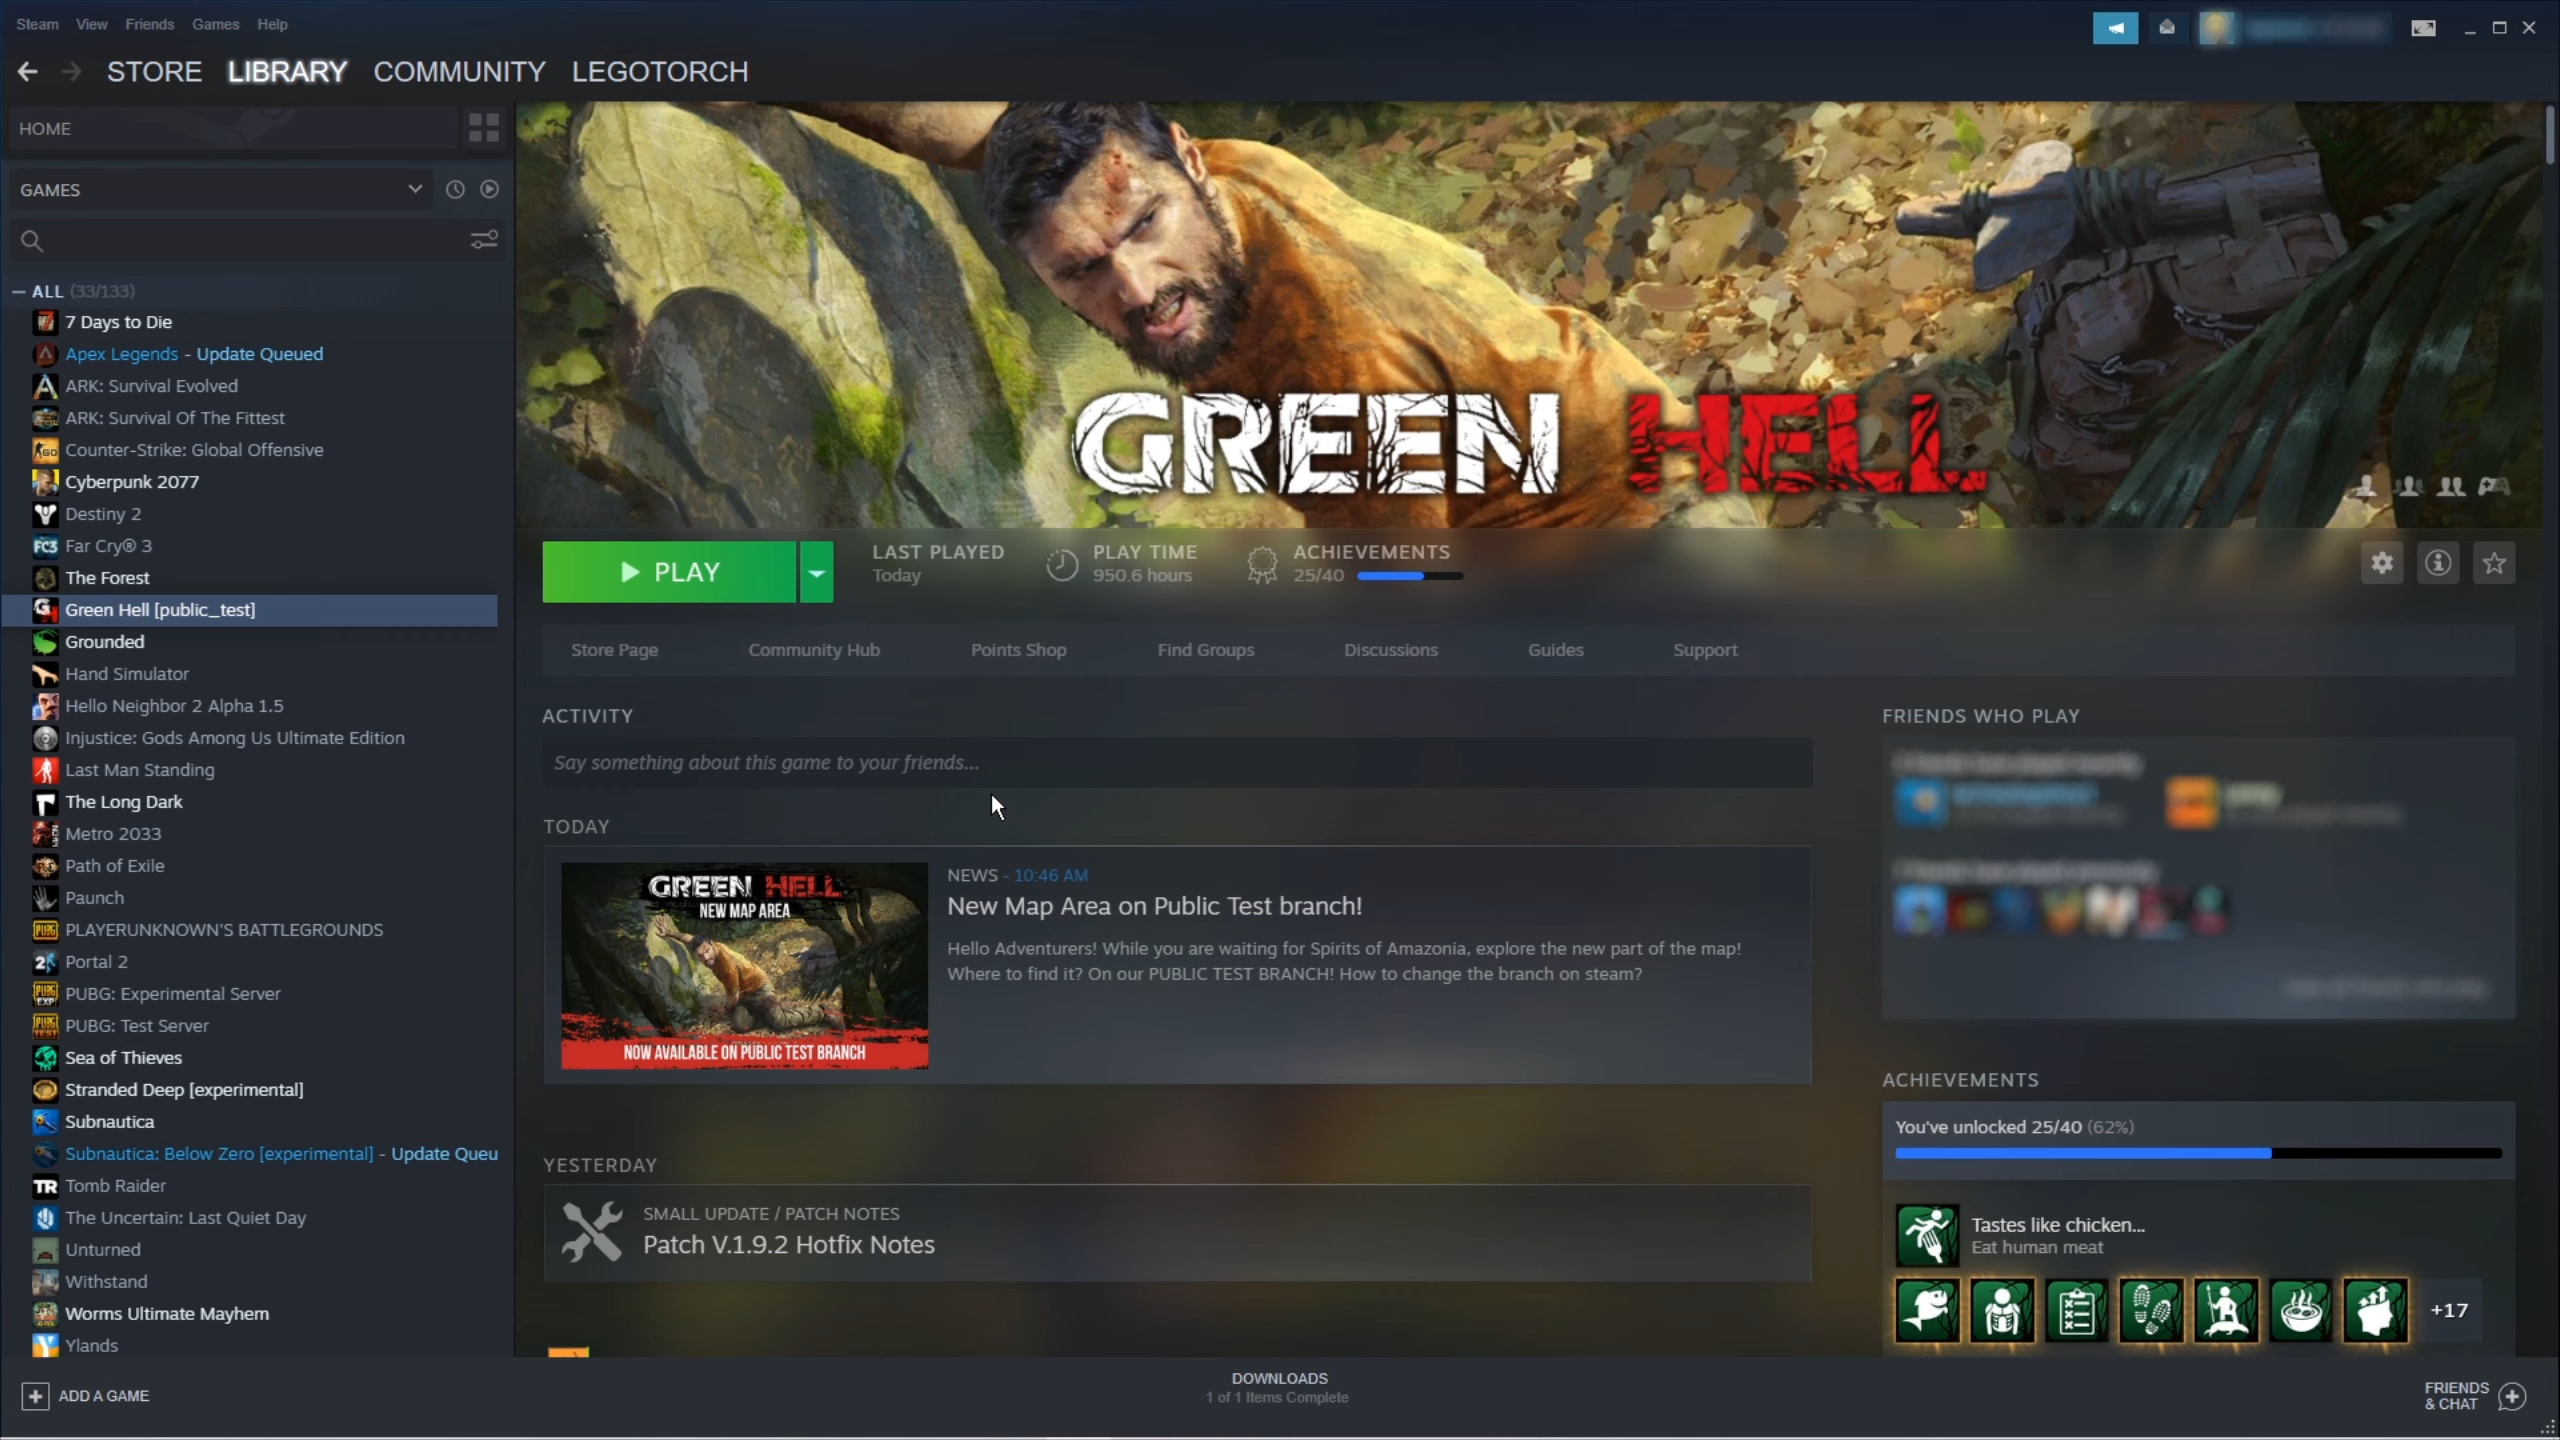 Steam View Friends Games Help
STORE LIBRARY COMMUNITY LEGOTORCH
HOME
GAMES
ALL (33/133)
7 Days to Die
Apex Legends - Update Queued
ARK: Survival Evolved
ARK: Survival Of The Fittest
Counter-Strike: Global Offensive
Cyberpunk 2077
Destiny 2
Far Cry® 3
The Forest
Green Hell [public_test]
Grounded
Hand Simulator
Hello Neighbor 2 Alpha 1.5
Injustice: Gods Among Us Ultimate Edition
Last Man Standing
The Long Dark
Metro 2033
Path of Exile
Paunch
PLAYERUNKNOWN'S BATTLEGROUNDS
Portal 2
PUBG: Experimental Server
PUBG: Test Server
Sea of Thieves
Stranded Deep [experimental]
Subnautica
Subnautica: Below Zero [experimental] - Update Queu
Tomb Raider
The Uncertain: Last Quiet Day
Unturned
Withstand
Worms Ultimate Mayhem
Ylands
ADD A GAME
GREEN HELL
PLAY
LAST PLAYED
Today
PLAY TIME
950.6 hours
ACHIEVEMENTS
25/40
Store Page Community Hub Points Shop Find Groups Discussions Guides Support
ACTIVITY
Say something about this game to your friends...
TODAY
GREEN HELL
NEW MAP AREA
NOW AVAILABLE ON PUBLIC TEST BRANCH
NEWS - 10:46 AM
New Map Area on Public Test branch!
Hello Adventurers! While you are waiting for Spirits of Amazonia, explore the new part of the map!
Where to find it? On our PUBLIC TEST BRANCH! How to change the branch on steam?
YESTERDAY
SMALL UPDATE / PATCH NOTES
Patch V.1.9.2 Hotfix Notes
FRIENDS WHO PLAY
ACHIEVEMENTS
You've unlocked 25/40 (62%)
Tastes like chicken...
Eat human meat
+17
DOWNLOADS
1 of 1 Items Complete
FRIENDS
& CHAT